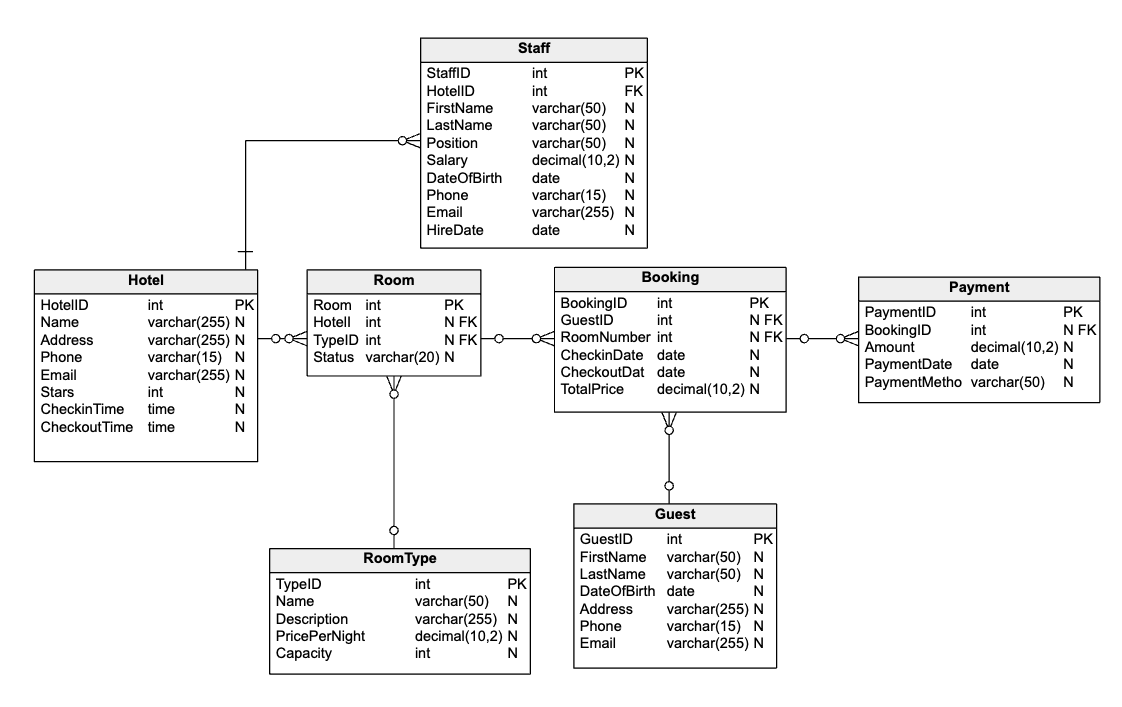 Staff
StaffID int PK
HotelID int FK
FirstName varchar(50) N
LastName varchar(50) N
Position varchar(50) N
Salary decimal(10,2) N
DateOfBirth date N
Phone varchar(15) N
Email varchar(255) N
HireDate date N
Hotel
HotelID int PK
Name varchar(255) N
Address varchar(255) N
Phone varchar(15) N
Email varchar(255) N
Stars int N
CheckinTime time N
CheckoutTime time N
Room
Room int PK
HotelI int N FK
TypeID int N FK
Status varchar(20) N
Booking
BookingID int PK
GuestID int N FK
RoomNumber int N FK
CheckinDate date N
CheckoutDat date N
TotalPrice decimal(10,2) N
Payment
PaymentID int PK
BookingID int N FK
Amount decimal(10,2) N
PaymentDate date N
PaymentMetho varchar(50) N
RoomType
TypeID int PK
Name varchar(50) N
Description varchar(255) N
PricePerNight decimal(10,2) N
Capacity int N
Guest
GuestID int PK
FirstName varchar(50) N
LastName varchar(50) N
DateOfBirth date N
Address varchar(255) N
Phone varchar(15) N
Email varchar(255) N